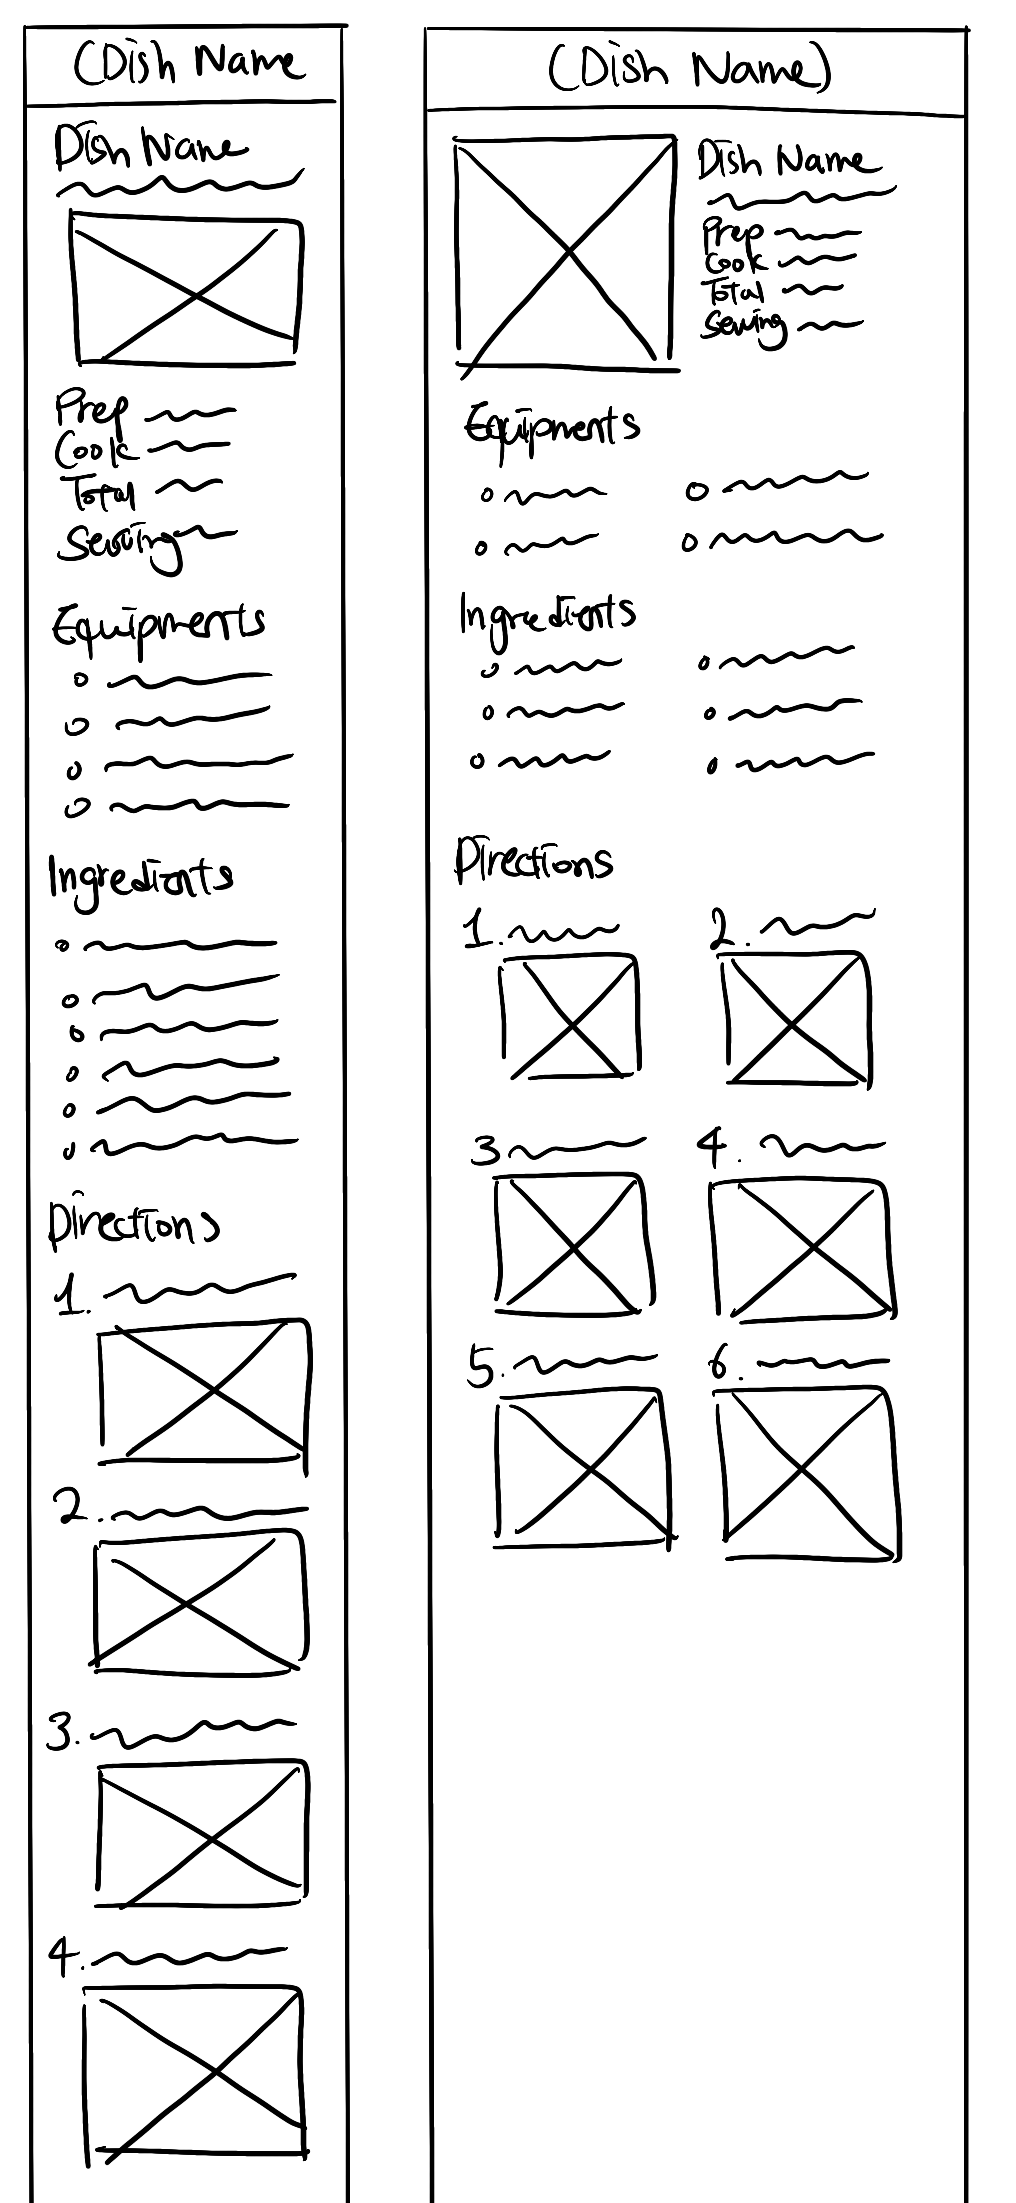 (Dish Name
Dish Name
Prep
Cook
Total
Serving
Equipments
Ingredients
Directions
1.
2.
3.
4.
(Dish Name)
Dish Name
Prep
Cook
Total
Serving
Equipments
Ingredients
Directions
1. 2.
3 4.
5. 6.